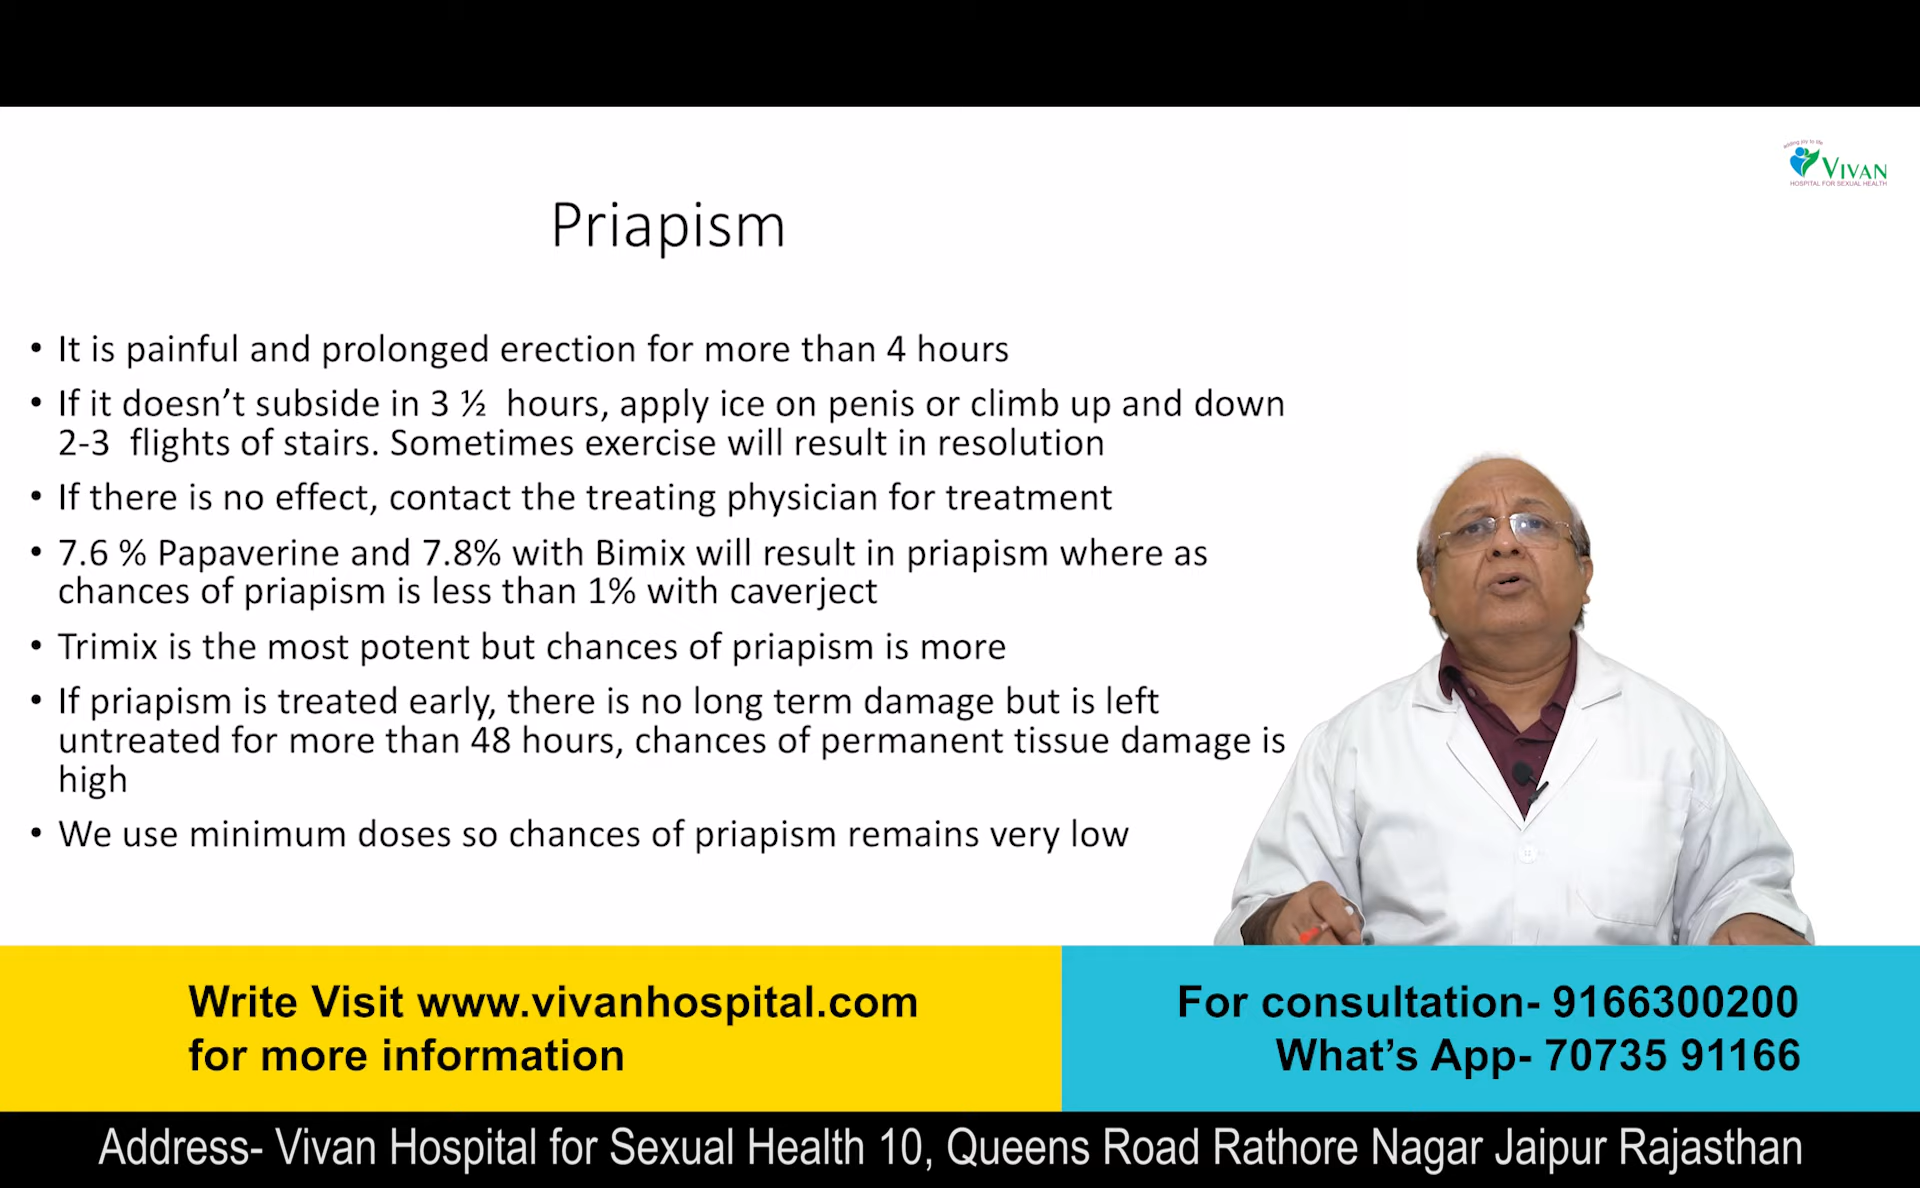 adding joy to life
VIVAN
HOSPITAL FOR SEXUAL HEALTH
Priapism
• It is painful and prolonged erection for more than 4 hours
• If it doesn’t subside in 3 ½ hours, apply ice on penis or climb up and down
2-3 flights of stairs. Sometimes exercise will result in resolution
• If there is no effect, contact the treating physician for treatment
• 7.6 % Papaverine and 7.8% with Bimix will result in priapism where as
chances of priapism is less than 1% with caverject
• Trimix is the most potent but chances of priapism is more
• If priapism is treated early, there is no long term damage but is left
untreated for more than 48 hours, chances of permanent tissue damage is
high
• We use minimum doses so chances of priapism remains very low
Write Visit www.vivanhospital.com
for more information
For consultation- 9166300200
What’s App- 70735 91166
Address- Vivan Hospital for Sexual Health 10, Queens Road Rathore Nagar Jaipur Rajasthan